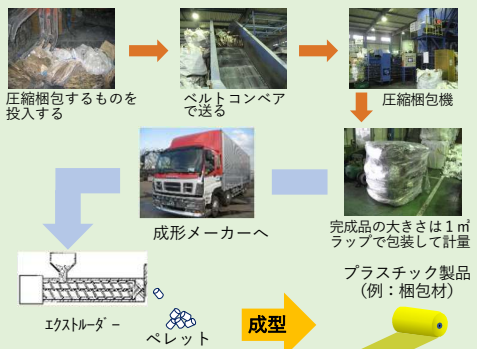 圧縮梱包するものを
投入する
ベルトコンベア
で送る
圧縮梱包機
完成品の大きさは１㎥
ラップで包装して計量
成形メーカーへ
ｴｸｽﾄﾙｰﾀﾞｰ
ペレット
成型
プラスチック製品
（例：梱包材）